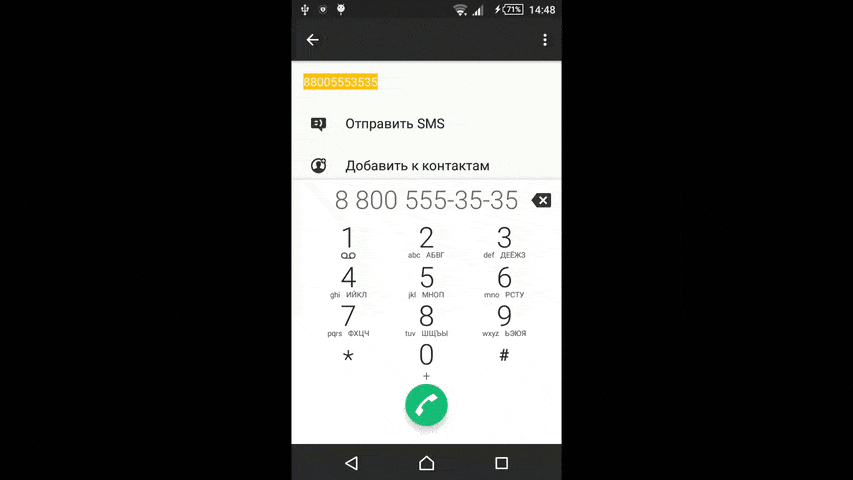 71% 14:48
88005553535
Отправить SMS
Добавить к контактам
8 800 555-35-35
1 2 3
abc АБВГ def ДЕЁЖЗ
4 5 6
ghi ИЙКЛ jkl МНОП mno РСТУ
7 8 9
pqrs ФХЦЧ tuv ШЩЪЫ wxyz ЬЭЮЯ
* 0 #
+